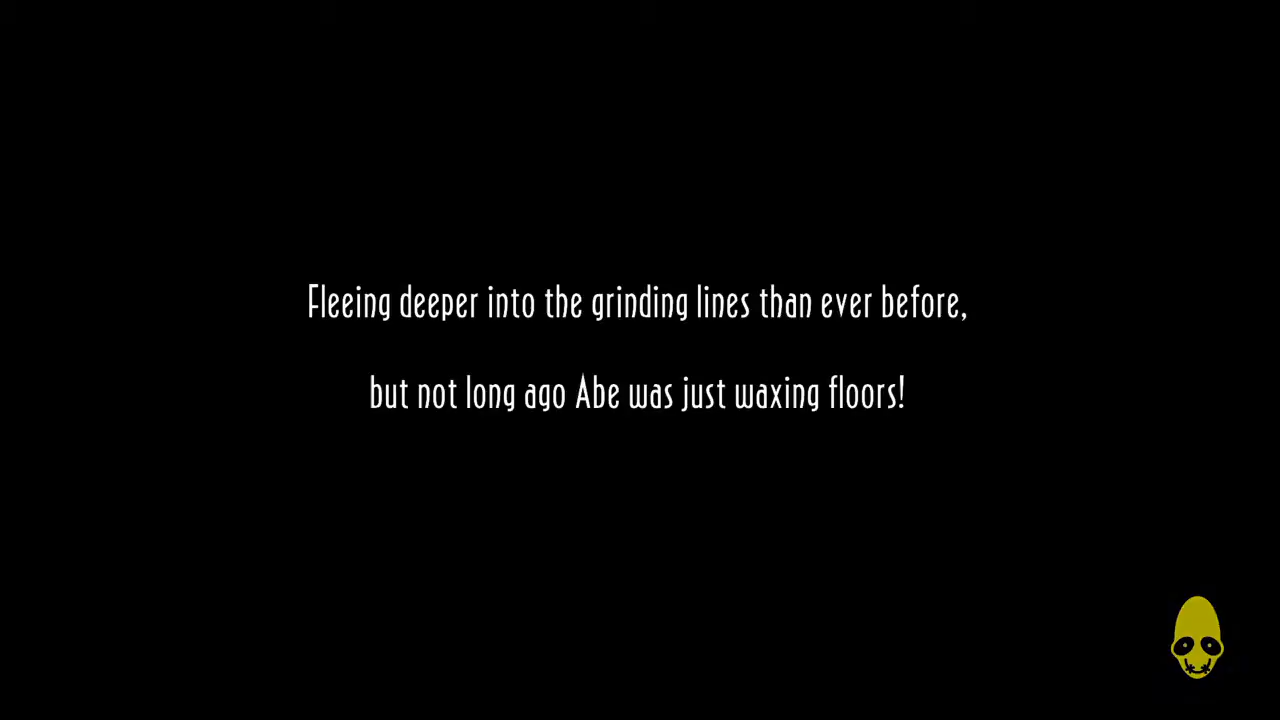 Fleeing deeper into the grinding lines than ever before,
but not long ago Abe was just waxing floors!